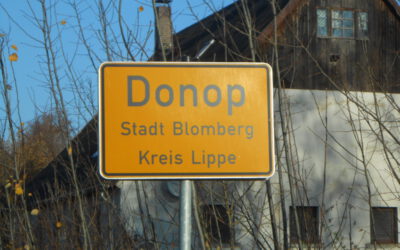 Donop
Stadt Blomberg
Kreis Lippe